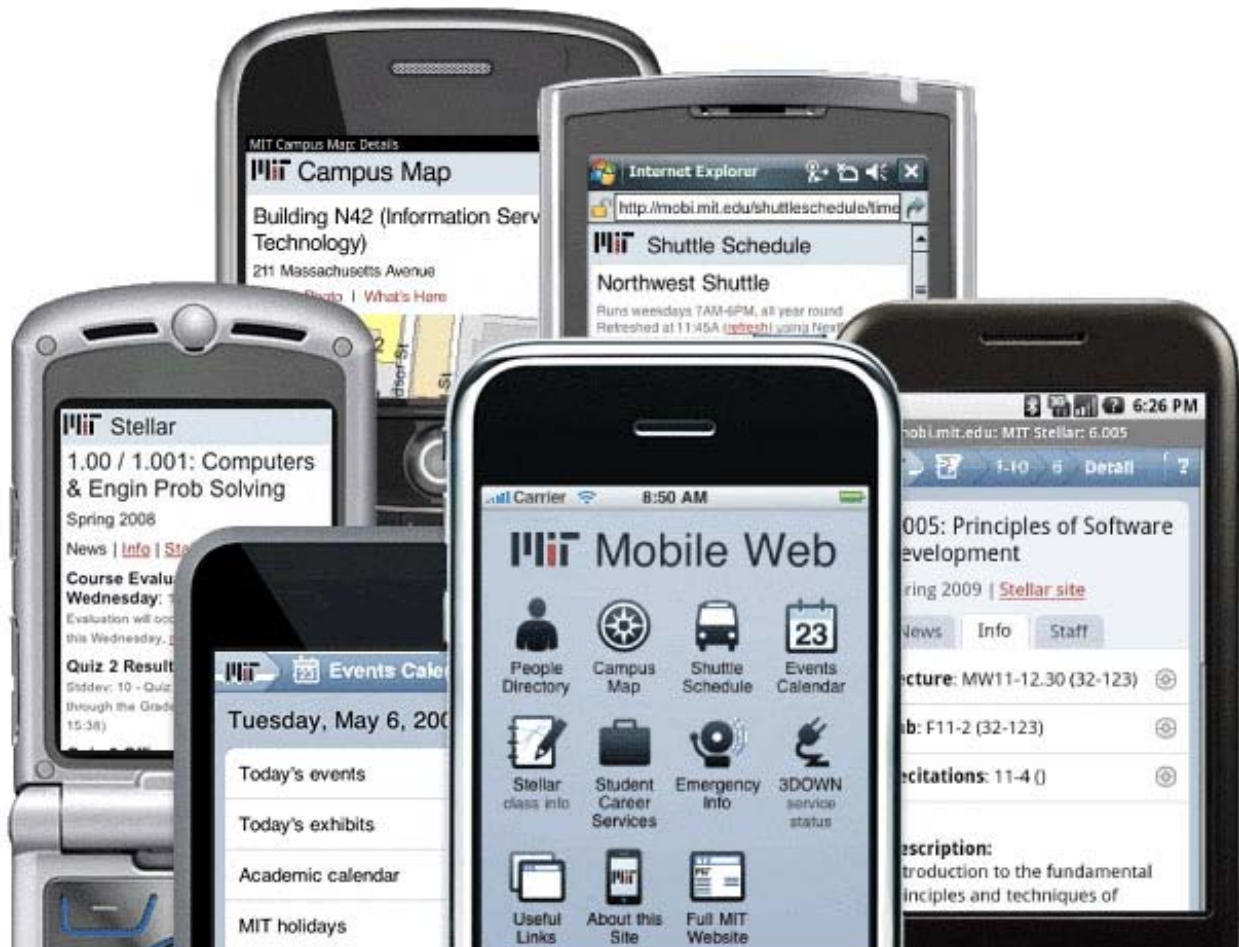 MIT Campus Map: Details
MIT Campus Map
Building N42 (Information Serv
Technology)
211 Massachusetts Avenue
Photo | What's Here
Internet Explorer
http://mobi.mit.edu/shuttleschedule/time
MIT Shuttle Schedule
Northwest Shuttle
Runs weekdays 7AM-6PM, all year round
Refreshed at 11:45A (refresh) using Next
MIT Stellar
1.00 / 1.001: Computers
& Engin Prob Solving
Spring 2008
News | Info | Sta
Course Evalu
Wednesday:
Evaluation will occ
this Wednesday.
Quiz 2 Result
Stddev: 10 - Quiz
through the Grade
15:38)
MIT Events Cale
Tuesday, May 6, 200
Today's events
Today's exhibits
Academic calendar
MIT holidays
Carrier 8:50 AM
MIT Mobile Web
People
Directory
Campus
Map
Shuttle
Schedule
23
Events
Calendar
Stellar
class info
Student
Career
Services
Emergency
Info
3DOWN
service
status
Useful
Links
MIT
About this
Site
Full MIT
Website
3G 6:26 PM
mobi.mit.edu: MIT Stellar: 6.005
1-10 6 Detail ?
005: Principles of Software
evelopment
ring 2009 | Stellar site
News Info Staff
ecture: MW11-12.30 (32-123)
b: F11-2 (32-123)
ecitations: 11-4 ()
escription:
troduction to the fundamental
inciples and techniques of